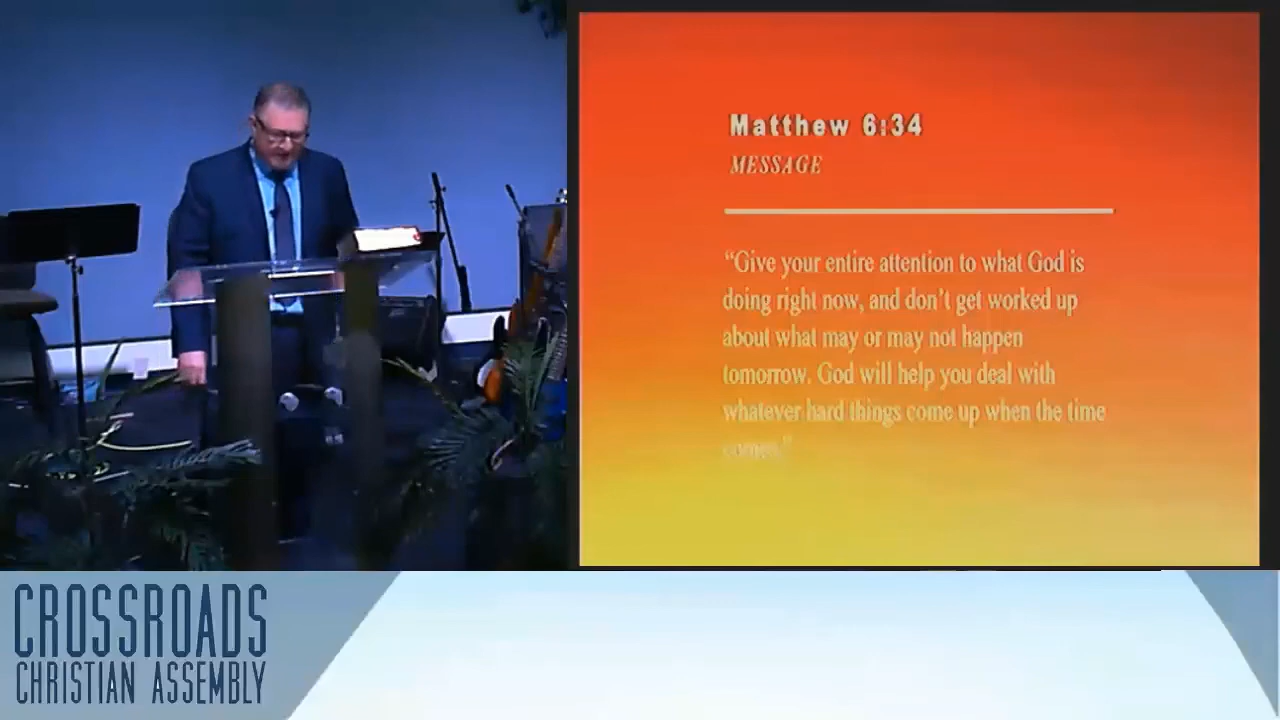 Matthew 6:34
MESSAGE
“Give your entire attention to what God is
doing right now, and don’t get worked up
about what may or may not happen
tomorrow. God will help you deal with
whatever hard things come up when the time
comes.”
CROSSROADS
CHRISTIAN ASSEMBLY